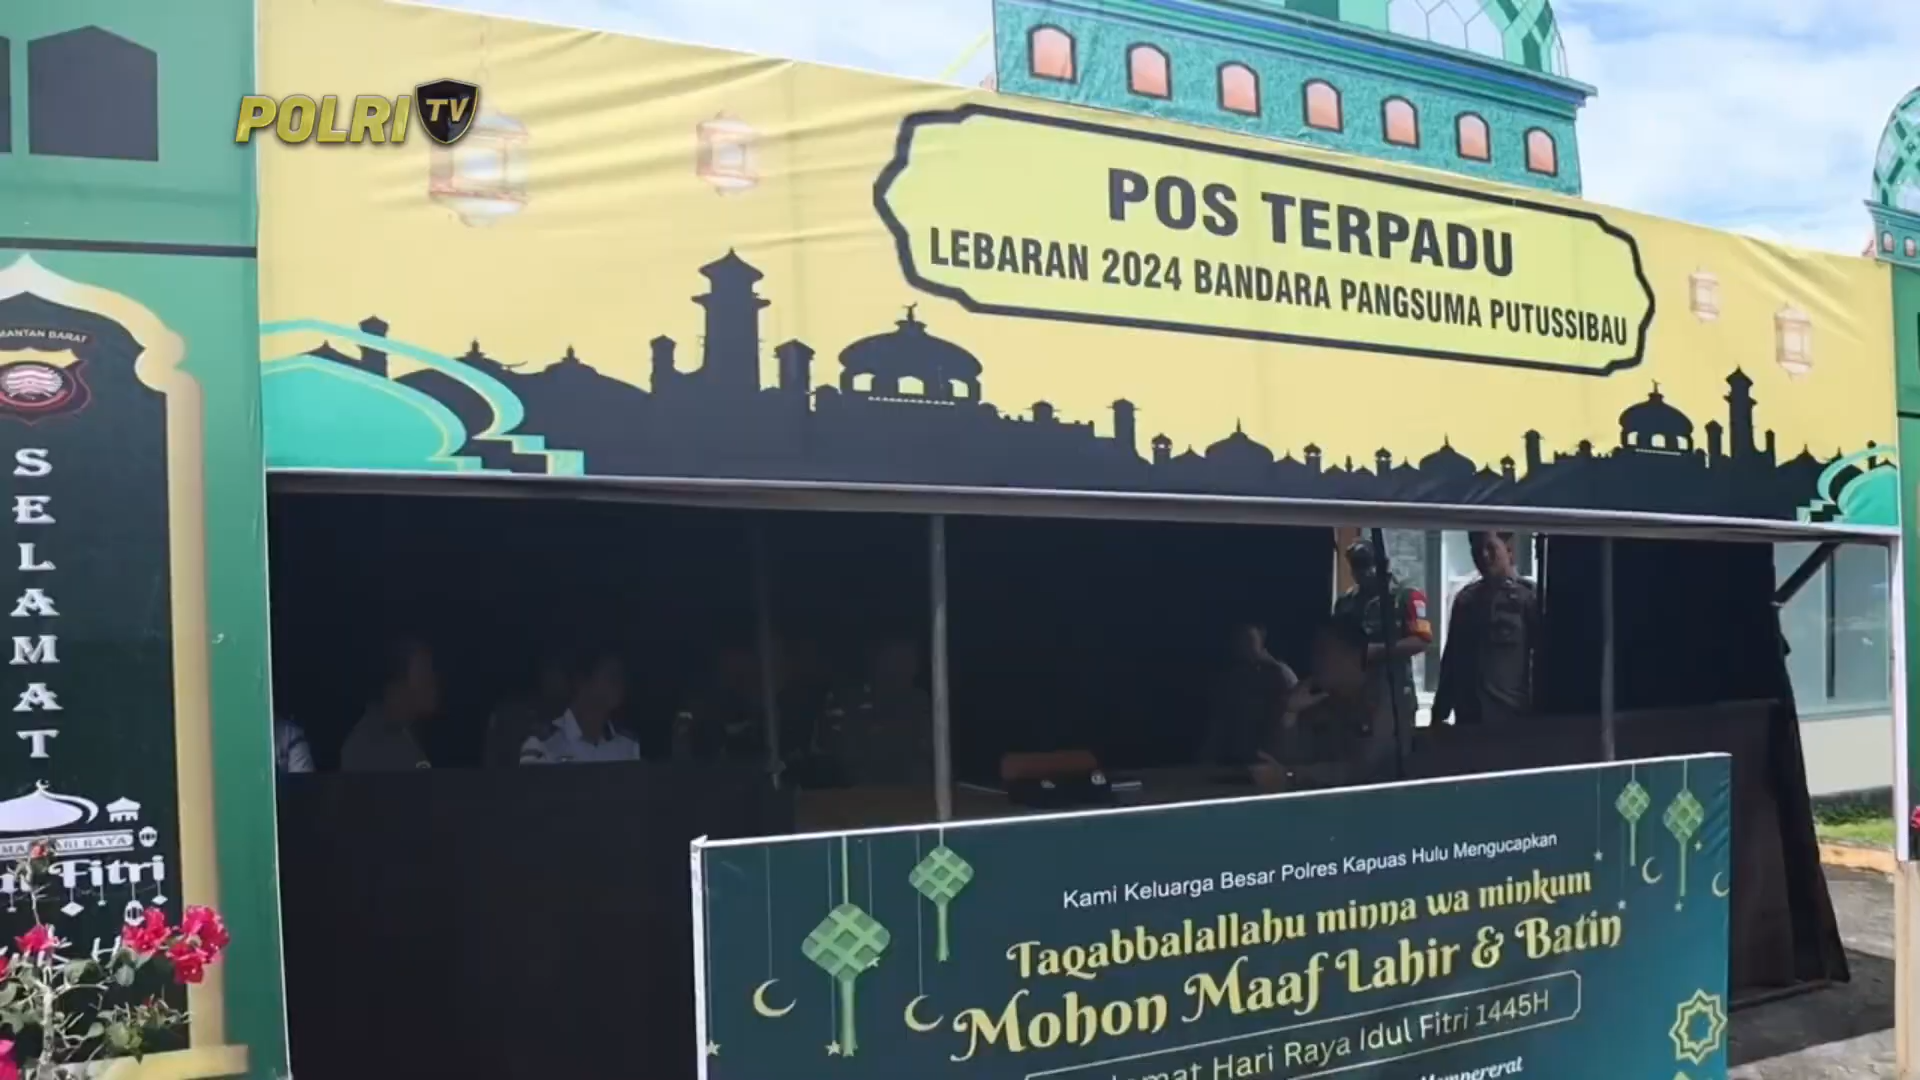 POLRI TV
POS TERPADU
LEBARAN 2024 BANDARA PANGSUMA PUTUSSIBAU
SELAMAT
Fitri
Kami Keluarga Besar Polres Kapuas Hulu Mengucapkan
Taqabbalallahu minna wa minkum
Mohon Maaf Lahir & Batin
Hari Raya Idul Fitri 1445H
Mempererat